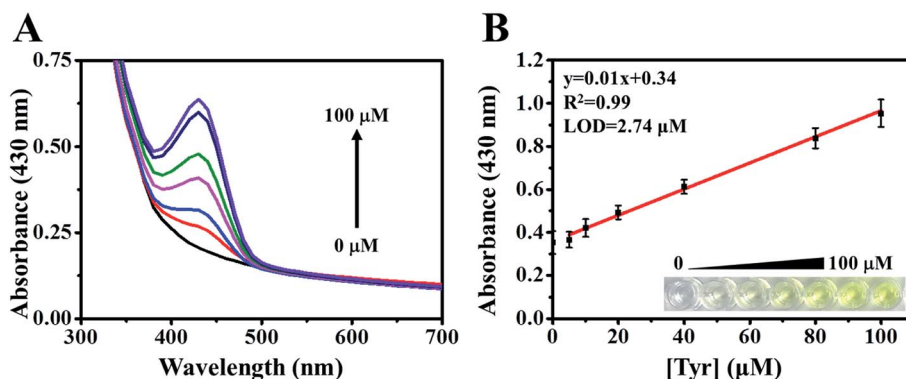 A
Absorbance (430 nm)
0.75
0.50
0.25
0.00
100 μM
0 μM
300
400
500
600
700
Wavelength (nm)
B
Absorbance (430 nm)
1.2
1.0
0.8
0.6
0.4
0.2
0.0
y=0.01x+0.34
R²=0.99
LOD=2.74 μM
0
100 μM
0
20
40
60
80
100
[Tyr] (μM)